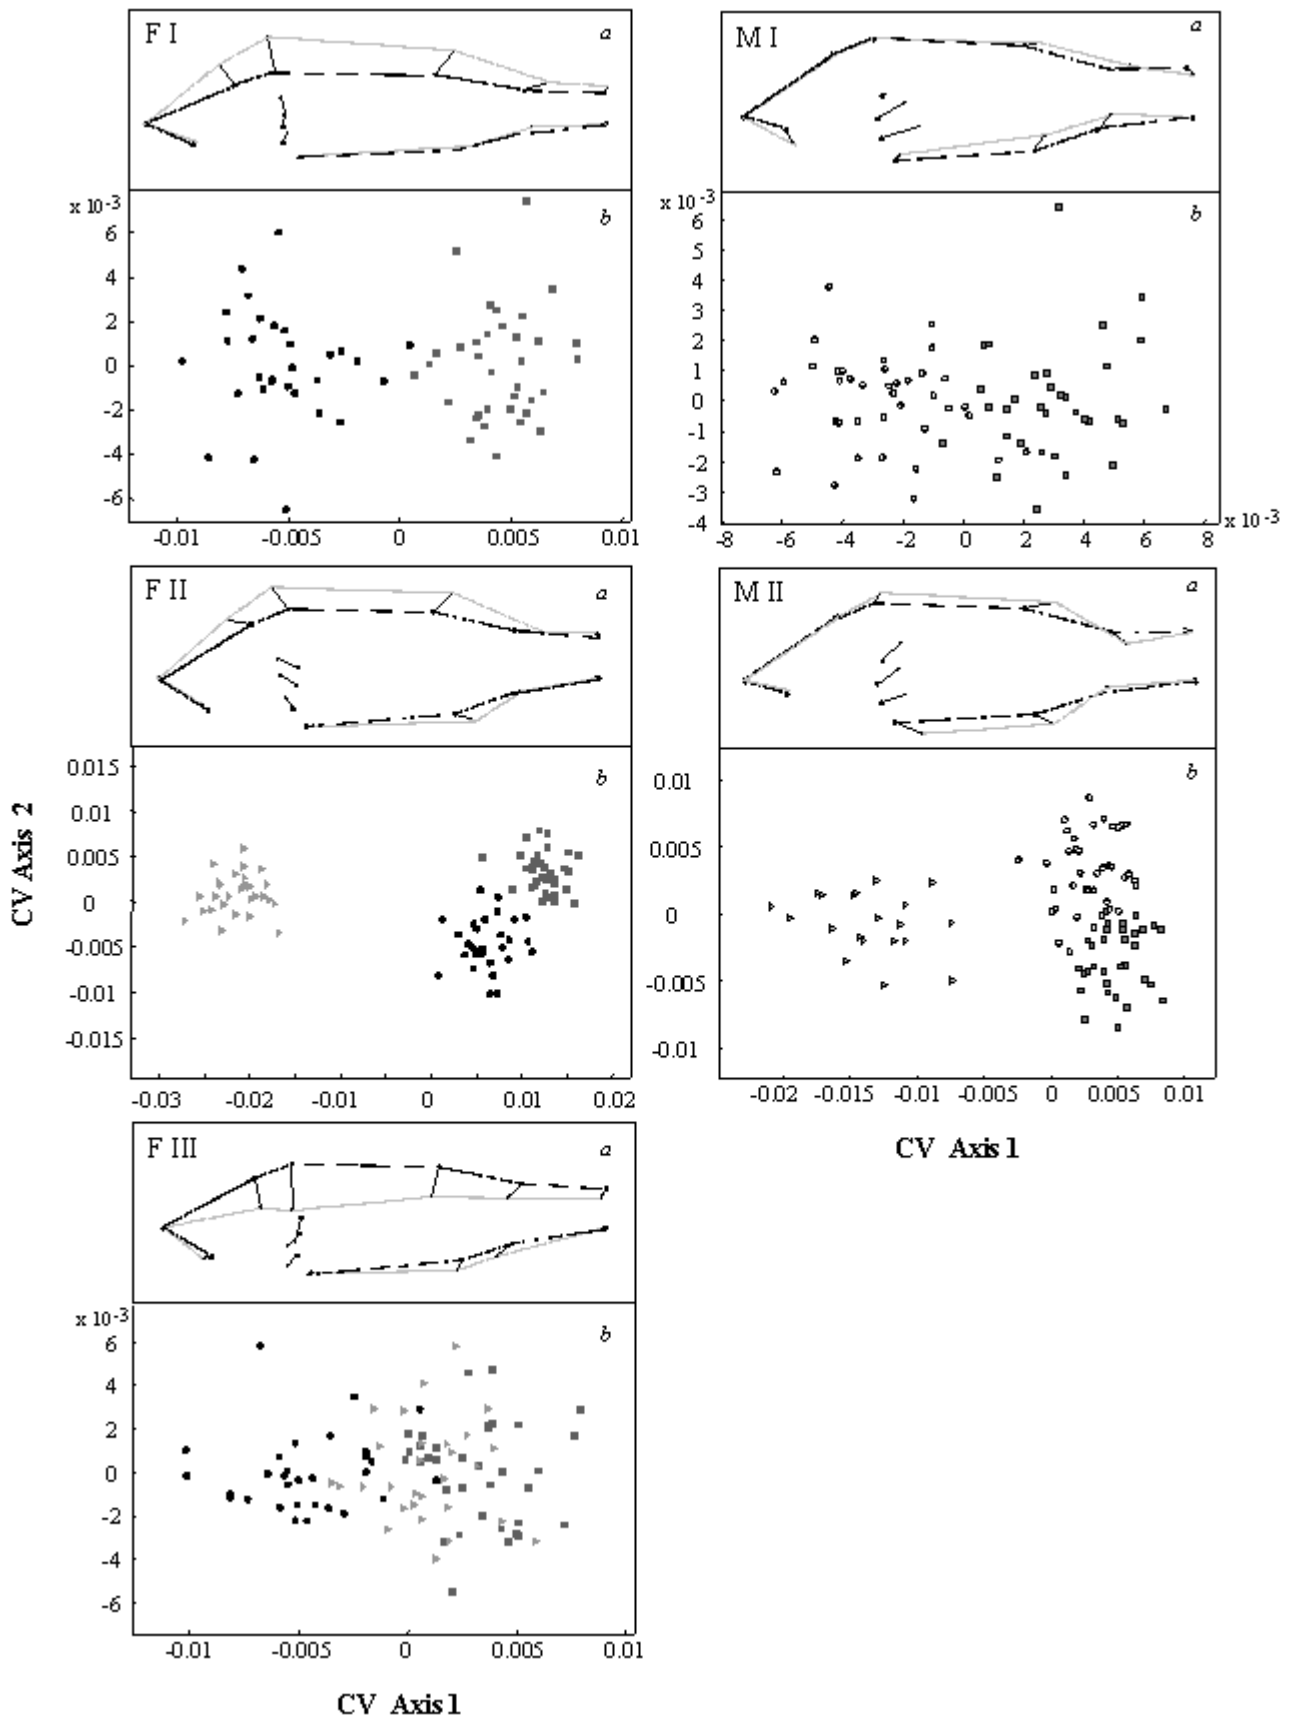 F I
a
x 10-3
b
6
4
2
0
-2
-4
-6
-0.01 -0.005 0 0.005 0.01
M I
a
x 10-3
b
6
5
4
3
2
1
0
-1
-2
-3
-4
-8 -6 -4 -2 0 2 4 6 8
x 10-3
F II
a
b
0.015
0.01
0.005
0
-0.005
-0.01
-0.015
CV Axis 2
-0.03 -0.02 -0.01 0 0.01 0.02
M II
a
b
0.01
0.005
0
-0.005
-0.01
-0.02 -0.015 -0.01 -0.005 0 0.005 0.01
CV Axis 1
F III
a
x 10-3
b
6
4
2
0
-2
-4
-6
-0.01 -0.005 0 0.005 0.01
CV Axis 1